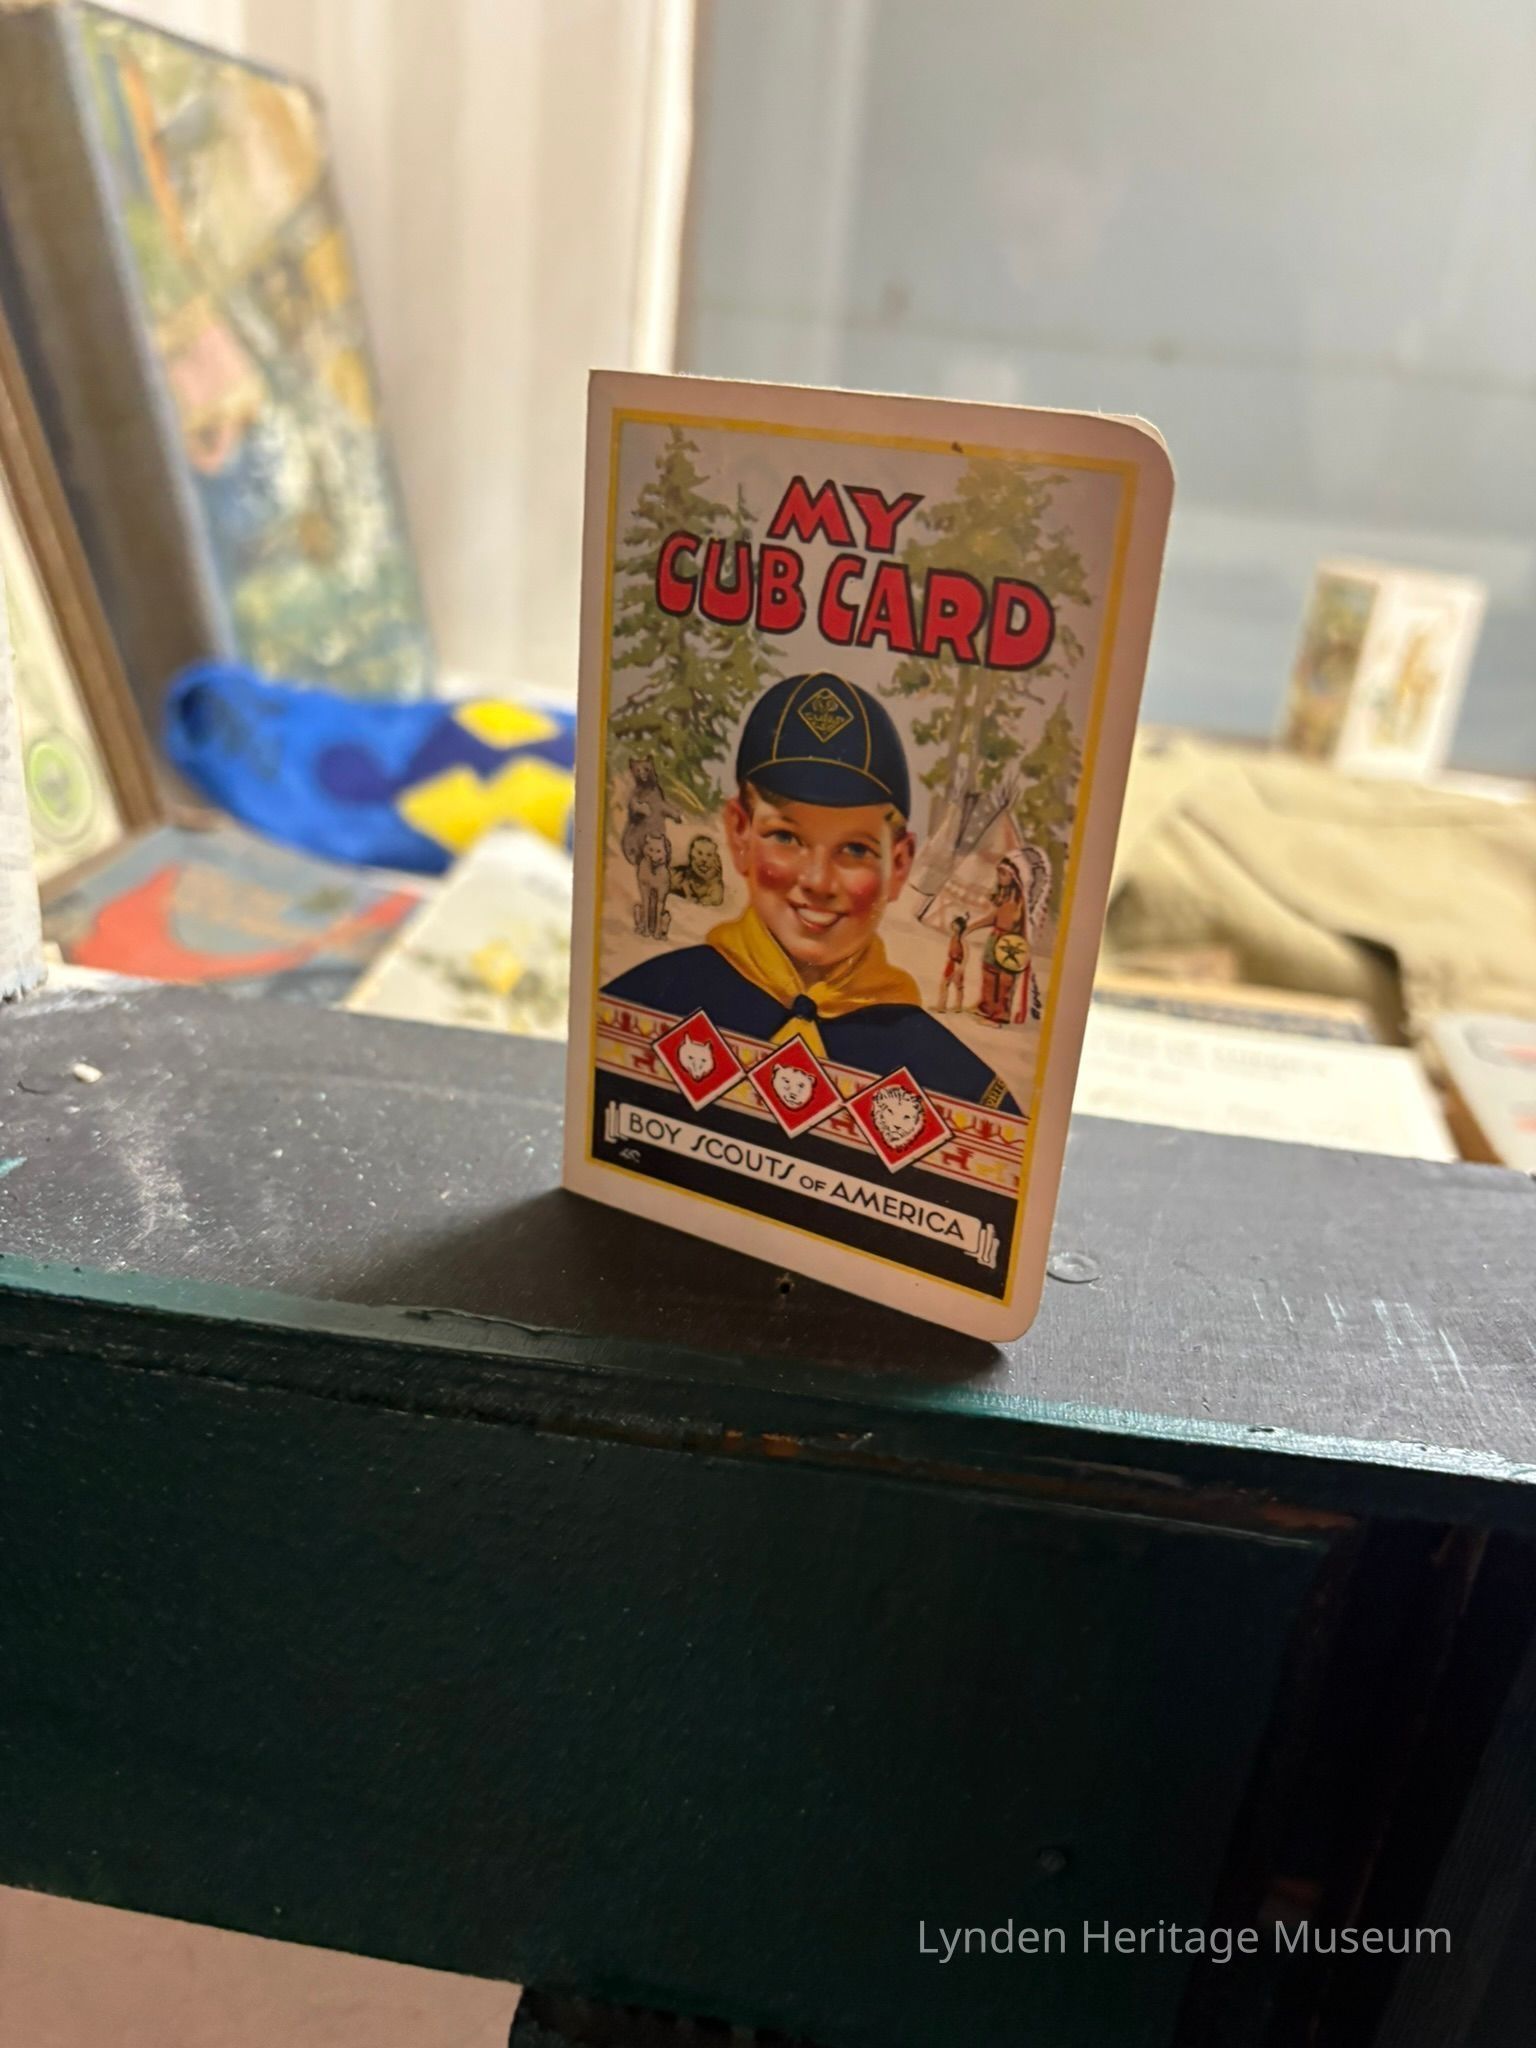 MY
CUB CARD
BOY SCOUTS OF AMERICA
Lynden Heritage Museum